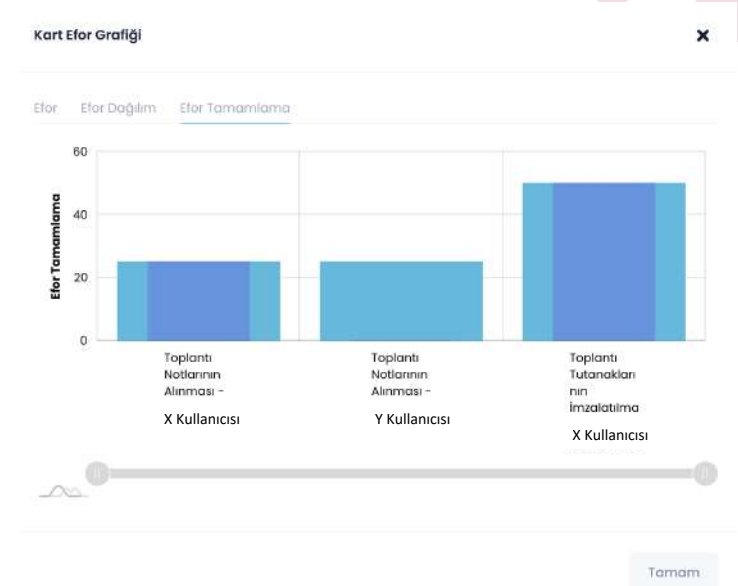 Kart Efor Grafiği
Efor Efor Dağılım Efor Tamamlama
Efor Tamamlama
60
40
20
0
Toplantı
Notlarının
Alınması -
X Kullanıcısı
Toplantı
Notlarının
Alınması -
Y Kullanıcısı
Toplantı
Tutanakları
nın
İmzalatılma
X Kullanıcısı
Tamam